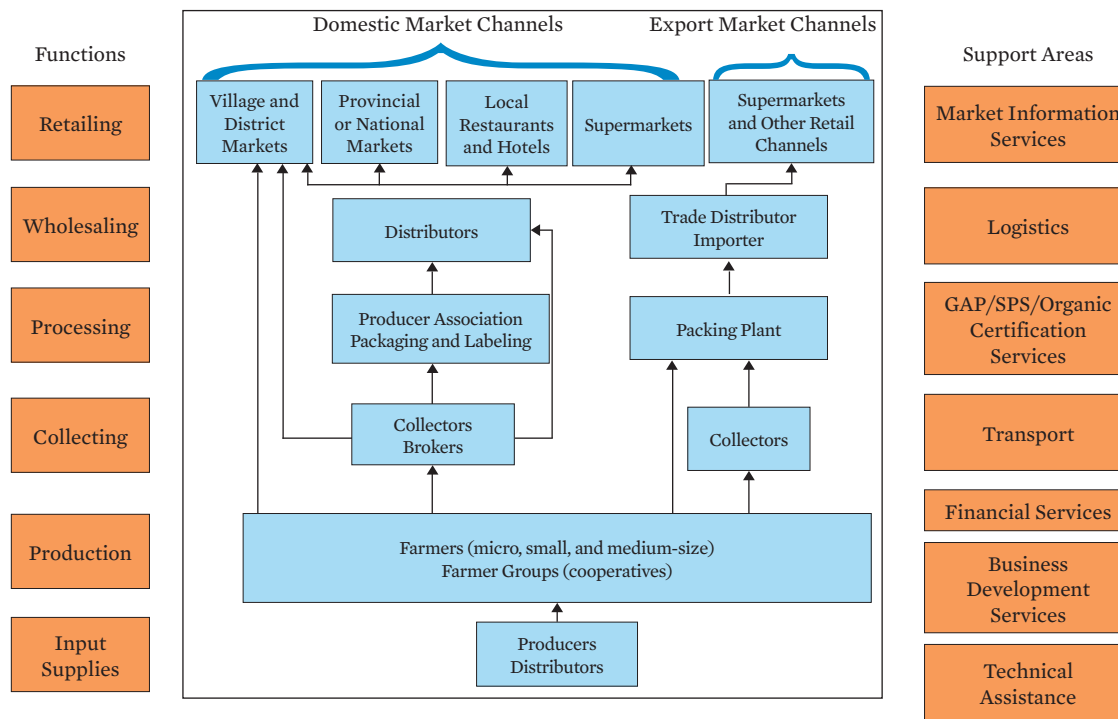 Domestic Market Channels
Export Market Channels
Functions
Support Areas
Retailing
Village and
District
Markets
Provincial
or National
Markets
Local
Restaurants
and Hotels
Supermarkets
Supermarkets
and Other Retail
Channels
Market Information
Services
Wholesaling
Distributors
Trade Distributor
Importer
Logistics
Processing
Producer Association
Packaging and Labeling
Packing Plant
GAP/SPS/Organic
Certification
Services
Collecting
Collectors
Brokers
Collectors
Transport
Financial Services
Production
Farmers (micro, small, and medium-size)
Farmer Groups (cooperatives)
Business
Development
Services
Input
Supplies
Producers
Distributors
Technical
Assistance